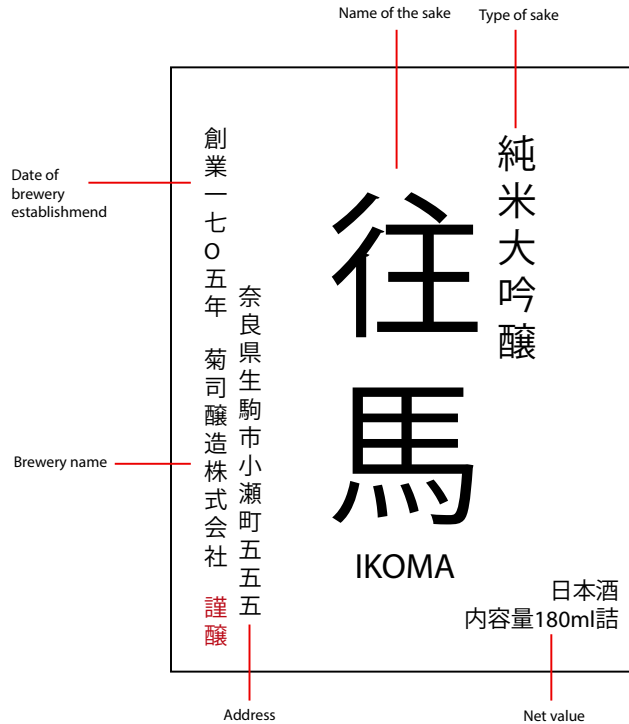 Name of the sake
Type of sake
Date of
brewery
establishmend
Brewery name
純米大吟醸
往馬
IKOMA
奈良県生駒市小瀬町五五五
創業一七O五年 菊司醸造株式会社 謹醸
日本酒
内容量180ml詰
Address
Net value